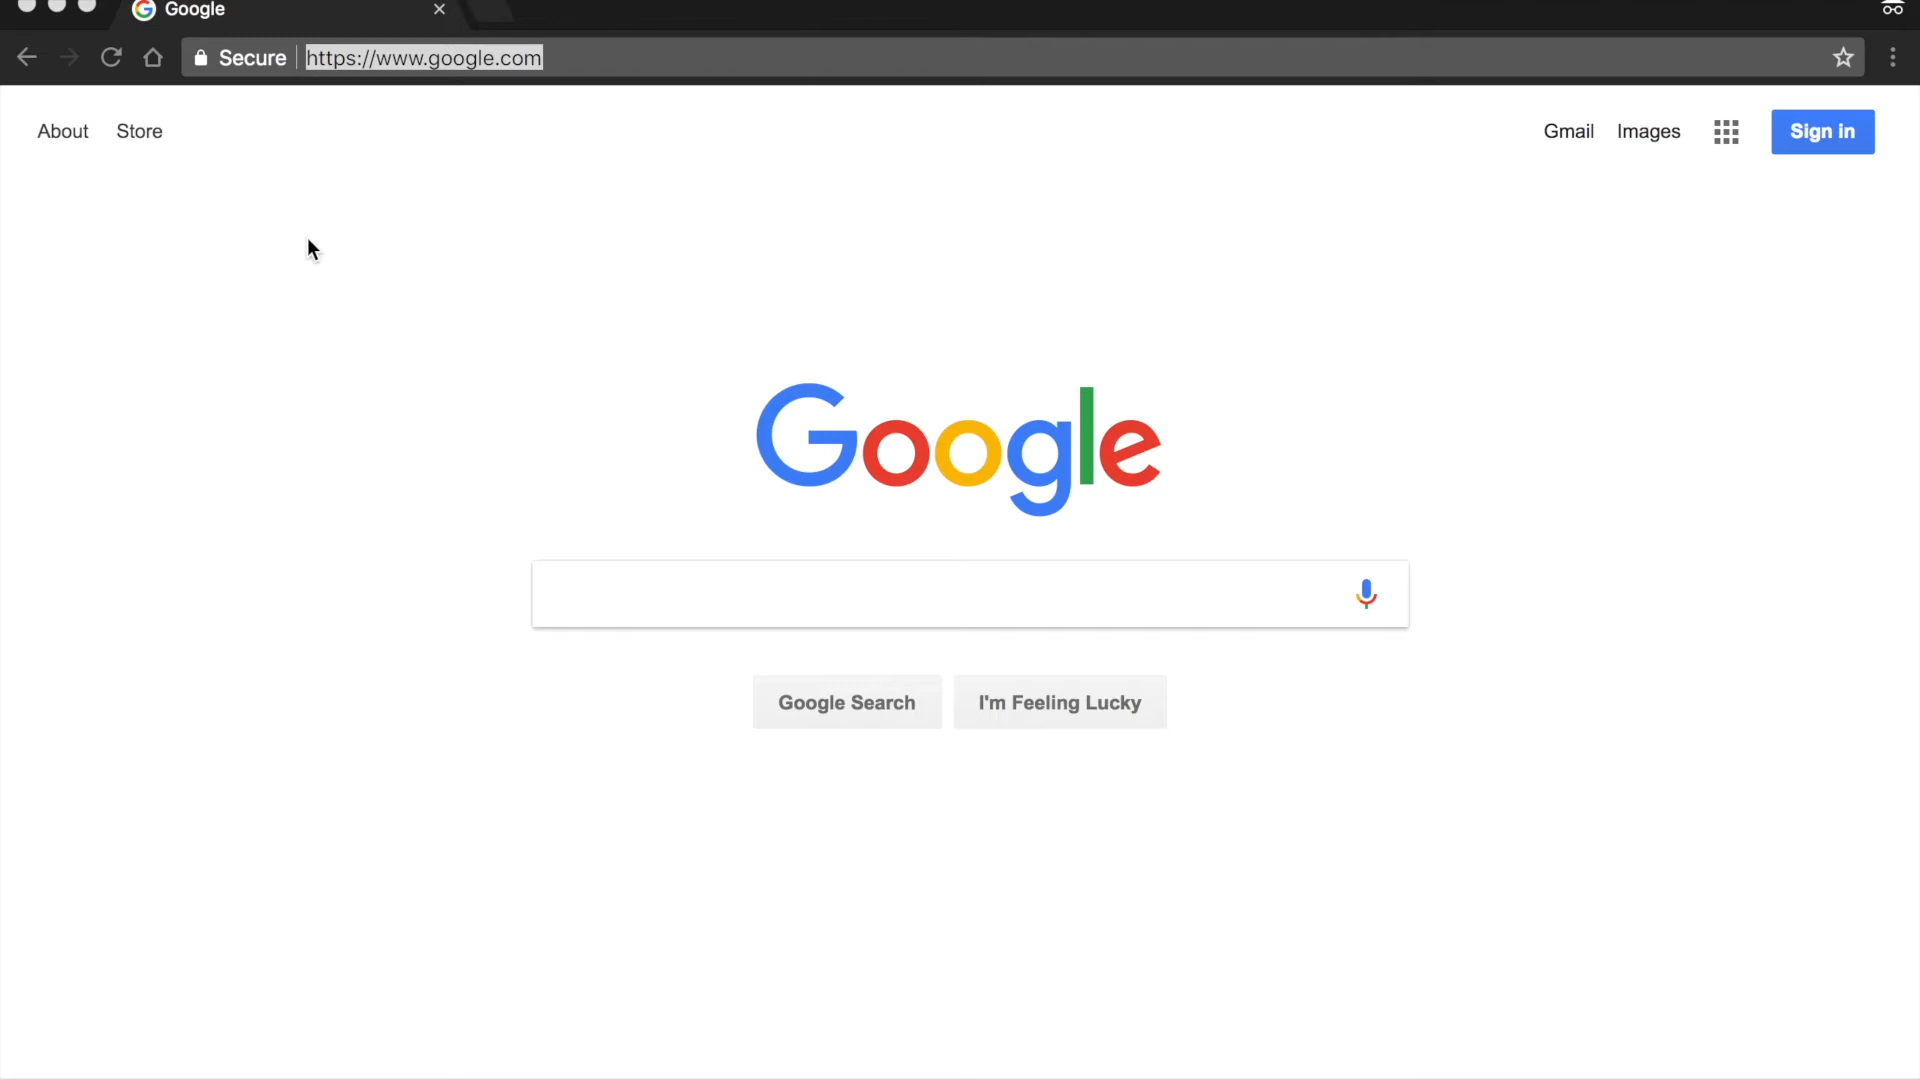 Google
Secure https://www.google.com
About Store Gmail Images Sign in
Google
Google Search I'm Feeling Lucky